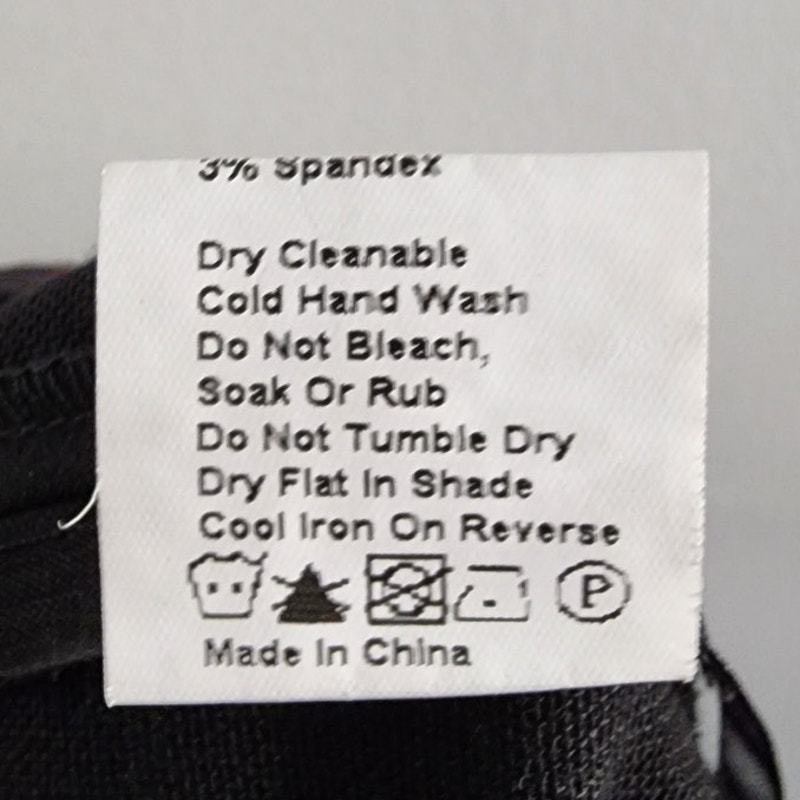 3% Spandex
Dry Cleanable
Cold Hand Wash
Do Not Bleach,
Soak Or Rub
Do Not Tumble Dry
Dry Flat In Shade
Cool Iron On Reverse
P
Made In China